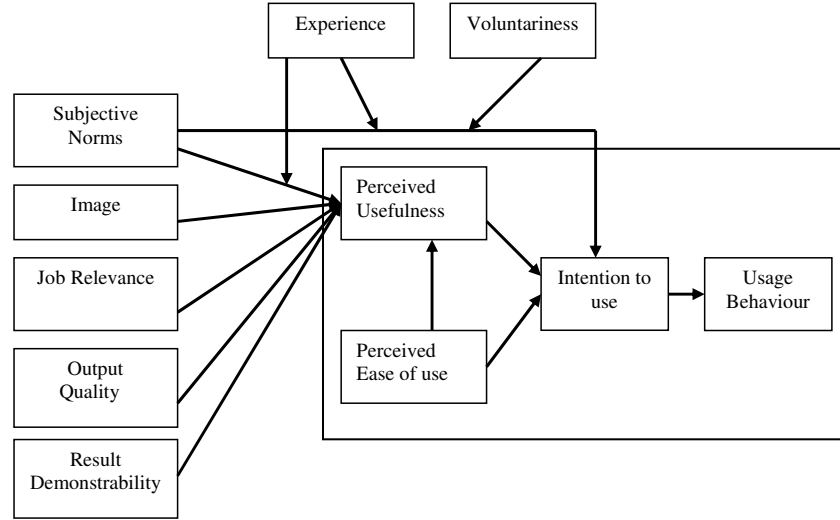 Experience
Voluntariness
Subjective
Norms
Image
Job Relevance
Output
Quality
Result
Demonstrability
Perceived
Usefulness
Perceived
Ease of use
Intention to
use
Usage
Behaviour